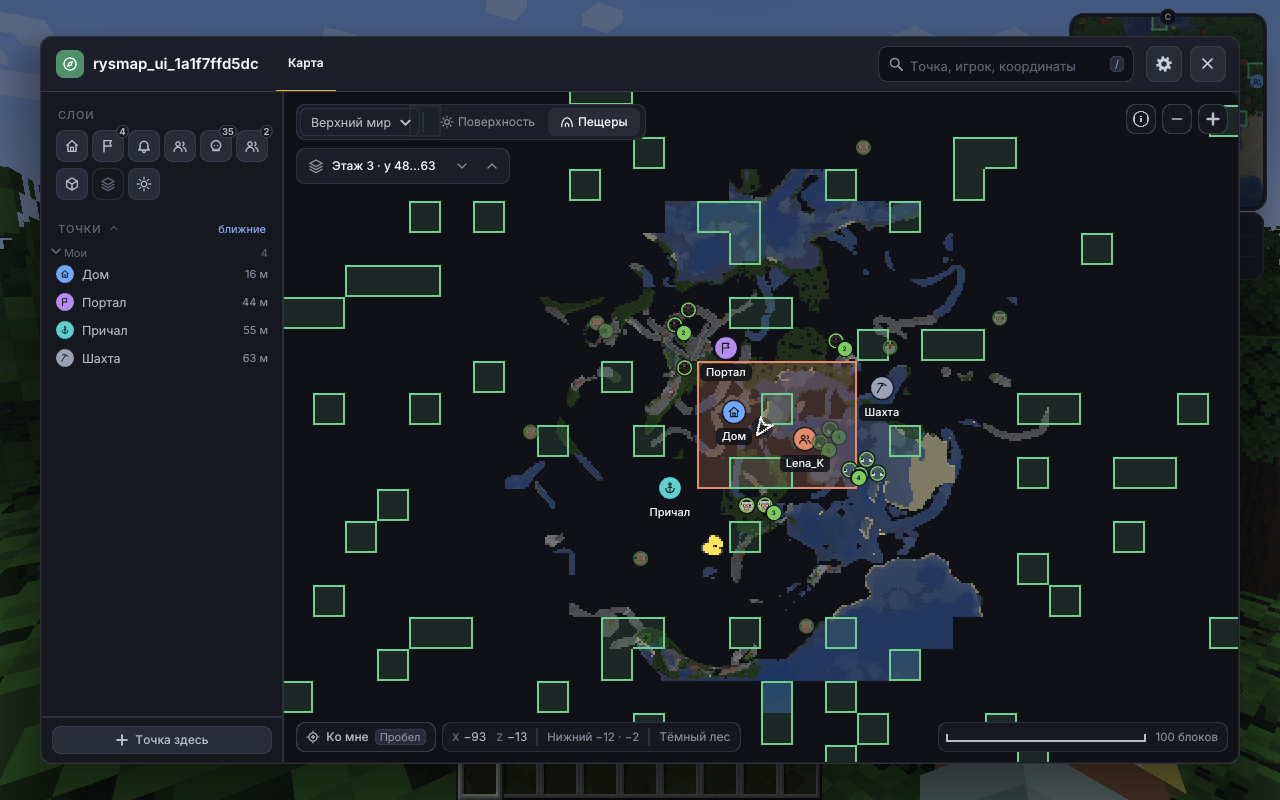 C
rysmap_ui_1a1f7ffd5dc
Карта
Точка, игрок, координаты
/
СЛОИ
4
35
2
ТОЧКИ
ближние
Мои
4
Дом
16 м
Портал
44 м
Причал
55 м
Шахта
63 м
Точка здесь
Верхний мир
Поверхность
Пещеры
Этаж 3 · y 48…63
2
2
Портал
Шахта
Дом
4
4
Lena_K
4
Причал
3
Ко мне
Пробел
X −93 Z −13
Нижний −12 · −2
Тёмный лес
100 блоков